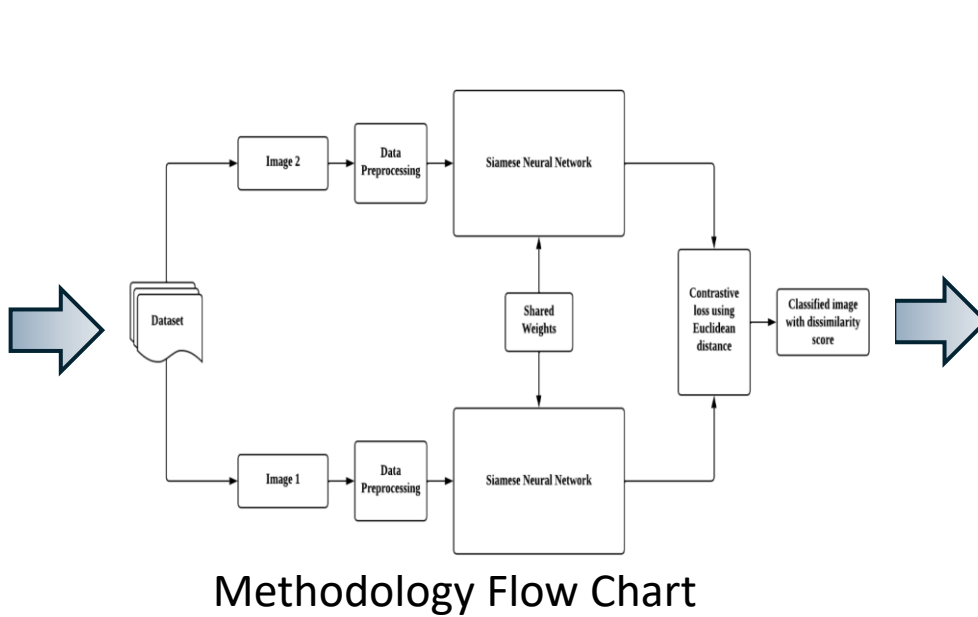 Image 2
Data
Preprocessing
Siamese Neural Network
Dataset
Shared
Weights
Contrastive
loss using
Euclidean
distance
Classified image
with dissimilarity
score
Image 1
Data
Preprocessing
Siamese Neural Network
Methodology Flow Chart